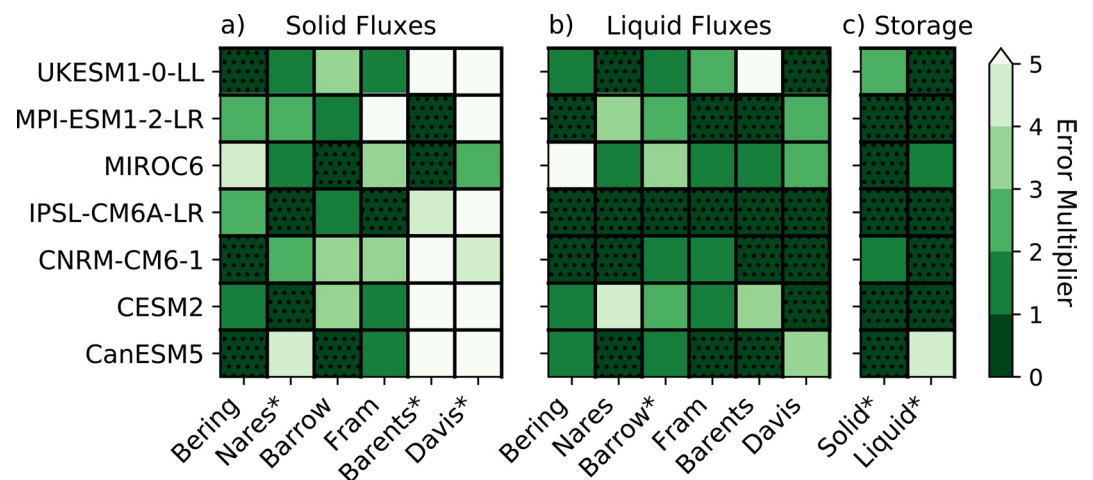 a) Solid Fluxes
b) Liquid Fluxes
c) Storage
UKESM1-0-LL
MPI-ESM1-2-LR
MIROC6
IPSL-CM6A-LR
CNRM-CM6-1
CESM2
CanESM5
Bering
Nares*
Barrow
Fram
Barents*
Davis*
Bering
Nares
Barrow*
Fram
Barents
Davis
Solid*
Liquid*
5
4
3
2
1
0
Error Multiplier